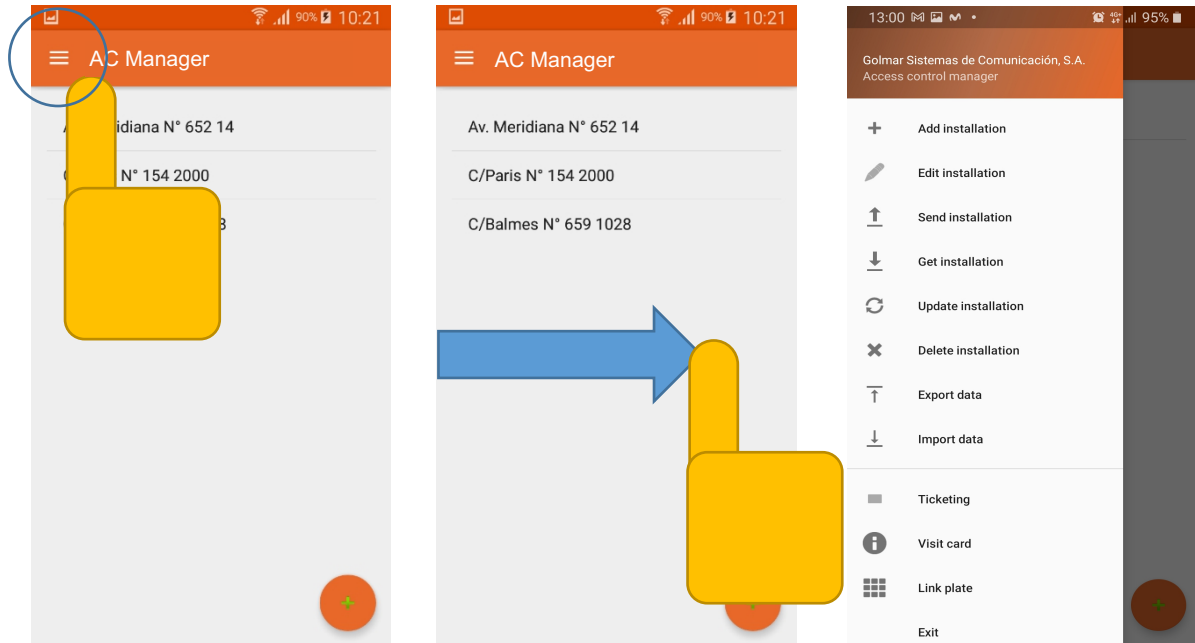 90% 10:21
AC Manager
idiana N° 652 14
N° 154 2000
90% 10:21
AC Manager
Av. Meridiana N° 652 14
C/Paris N° 154 2000
C/Balmes N° 659 1028
13:00 95%
Golmar Sistemas de Comunicación, S.A.
Access control manager
Add installation
Edit installation
Send installation
Get installation
Update installation
Delete installation
Export data
Import data
Ticketing
Visit card
Link plate
Exit